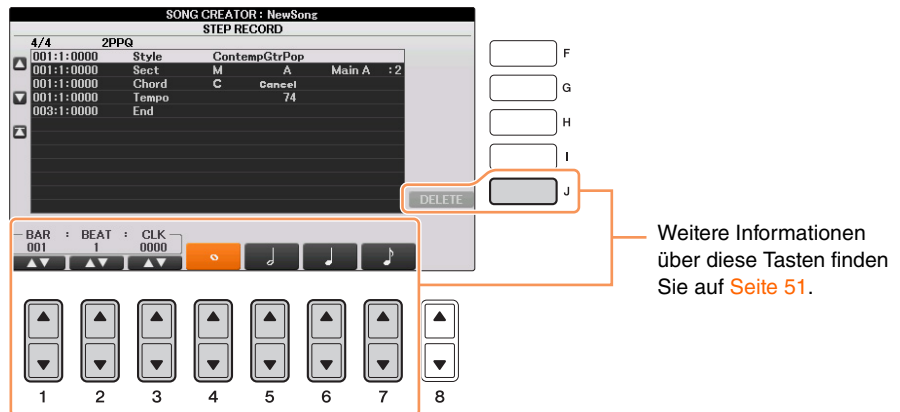 SONG CREATOR : NewSong
STEP RECORD
4/4 2PPQ
001:1:0000 Style ContempGtrPop
001:1:0000 Sect M A Main A :2
001:1:0000 Chord C Cancel
001:1:0000 Tempo 74
003:1:0000 End
DELETE
BAR : BEAT : CLK
001 1 0000
F
G
H
I
J
Weitere Informationen
über diese Tasten finden
Sie auf Seite 51.
1 2 3 4 5 6 7 8